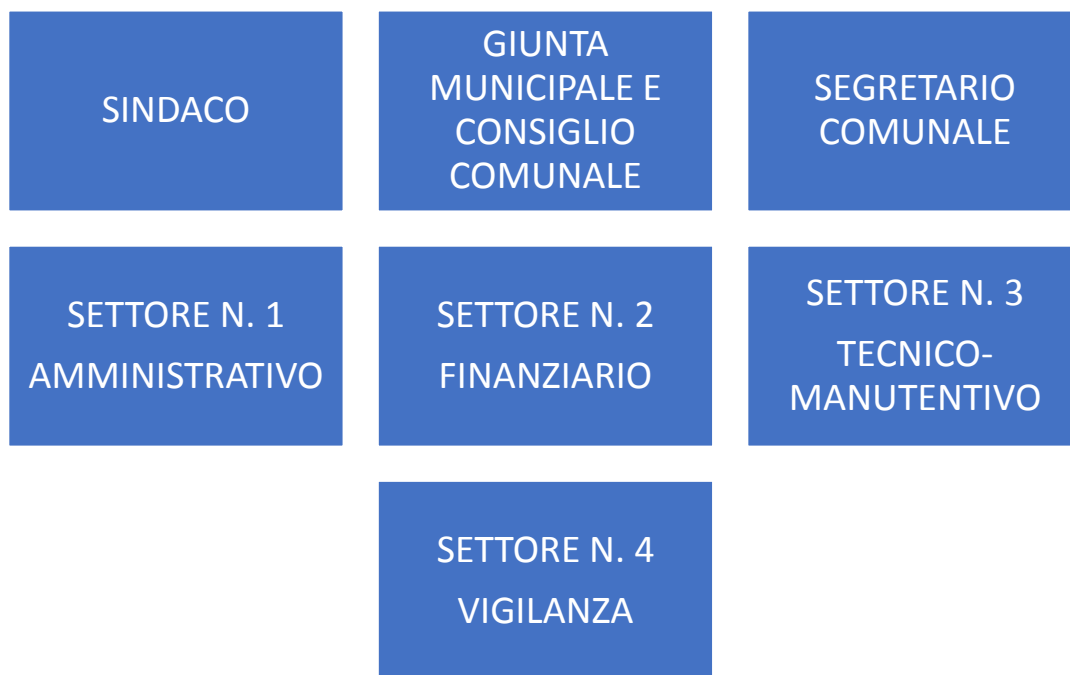 SINDACO
GIUNTA
MUNICIPALE E
CONSIGLIO
COMUNALE
SEGRETARIO
COMUNALE
SETTORE N. 1
AMMINISTRATIVO
SETTORE N. 2
FINANZIARIO
SETTORE N. 3
TECNICO-
MANUTENTIVO
SETTORE N. 4
VIGILANZA